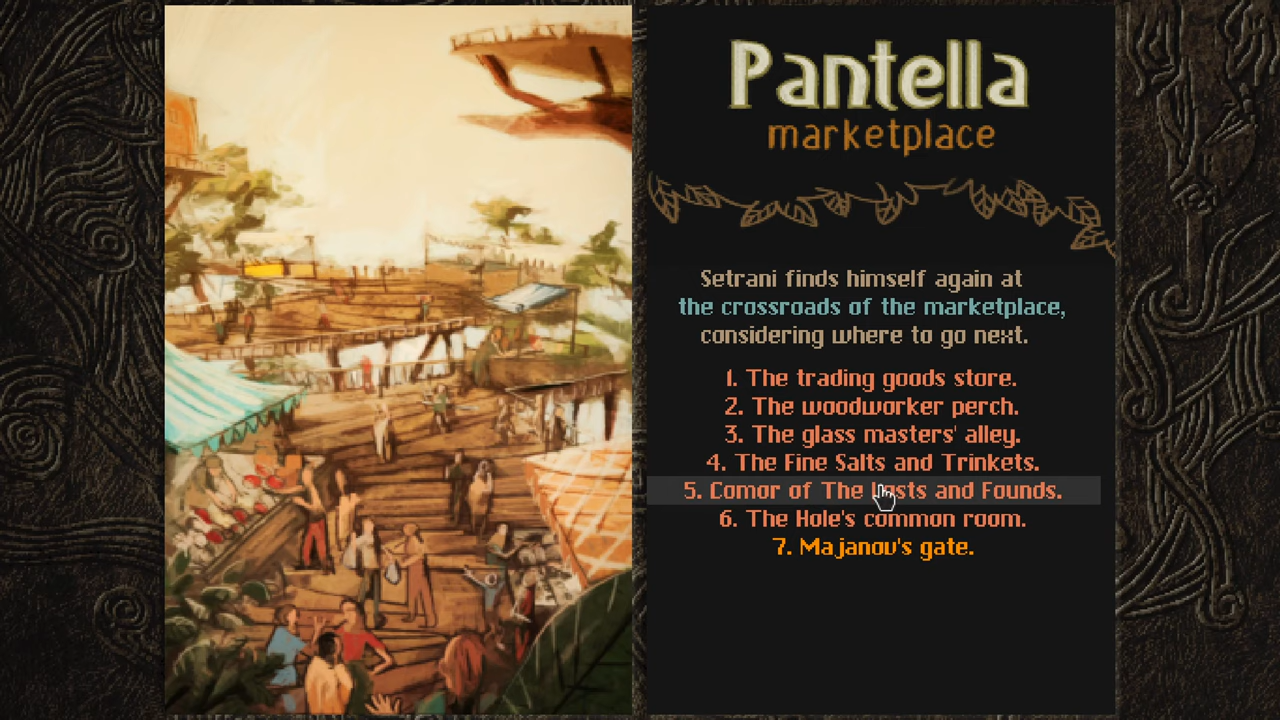 Pantella
marketplace
Setrani finds himself again at
the crossroads of the marketplace,
considering where to go next.
1. The trading goods store.
2. The woodworker perch.
3. The glass masters' alley.
4. The Fine Salts and Trinkets.
5. Comor of The Losts and Founds.
6. The Hole's common room.
7. Majanov's gate.